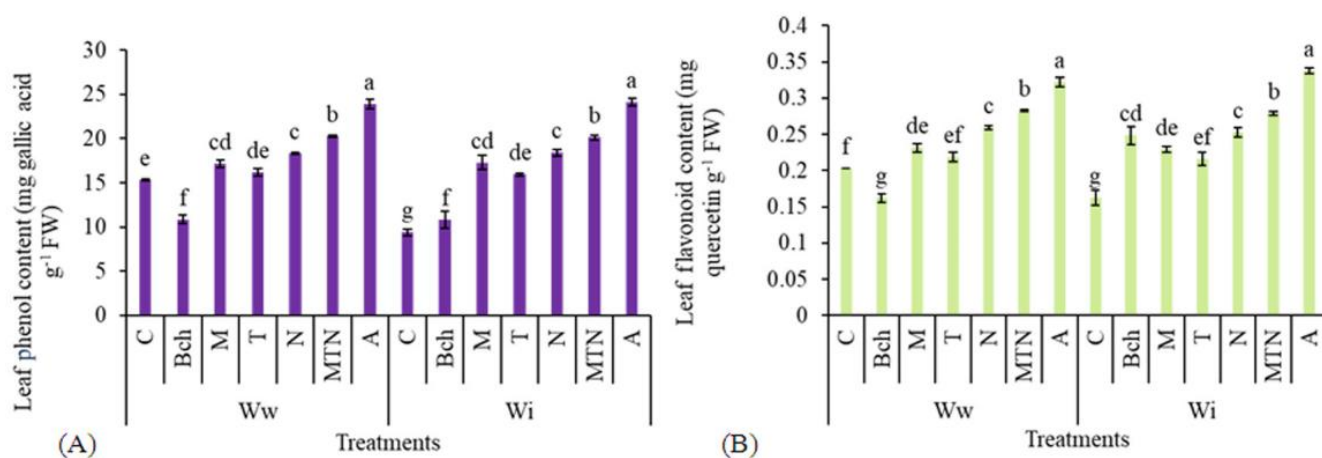 Leaf phenol content (mg gallic acid
g⁻¹ FW)
30
25
20
15
10
5
0
e
f
cd
de
c
b
a
g
f
cd
de
c
b
a
C
Bch
M
T
N
MTN
A
C
Bch
M
T
N
MTN
A
Ww
Wi
Treatments
(A)
Leaf flavonoid content (mg
quercetin g⁻¹ FW)
0.4
0.35
0.3
0.25
0.2
0.15
0.1
0.05
0
f
g
de
ef
c
b
a
g
cd
de
ef
c
b
a
C
Bch
M
T
N
MTN
A
C
Bch
M
T
N
MTN
A
Ww
Wi
Treatments
(B)